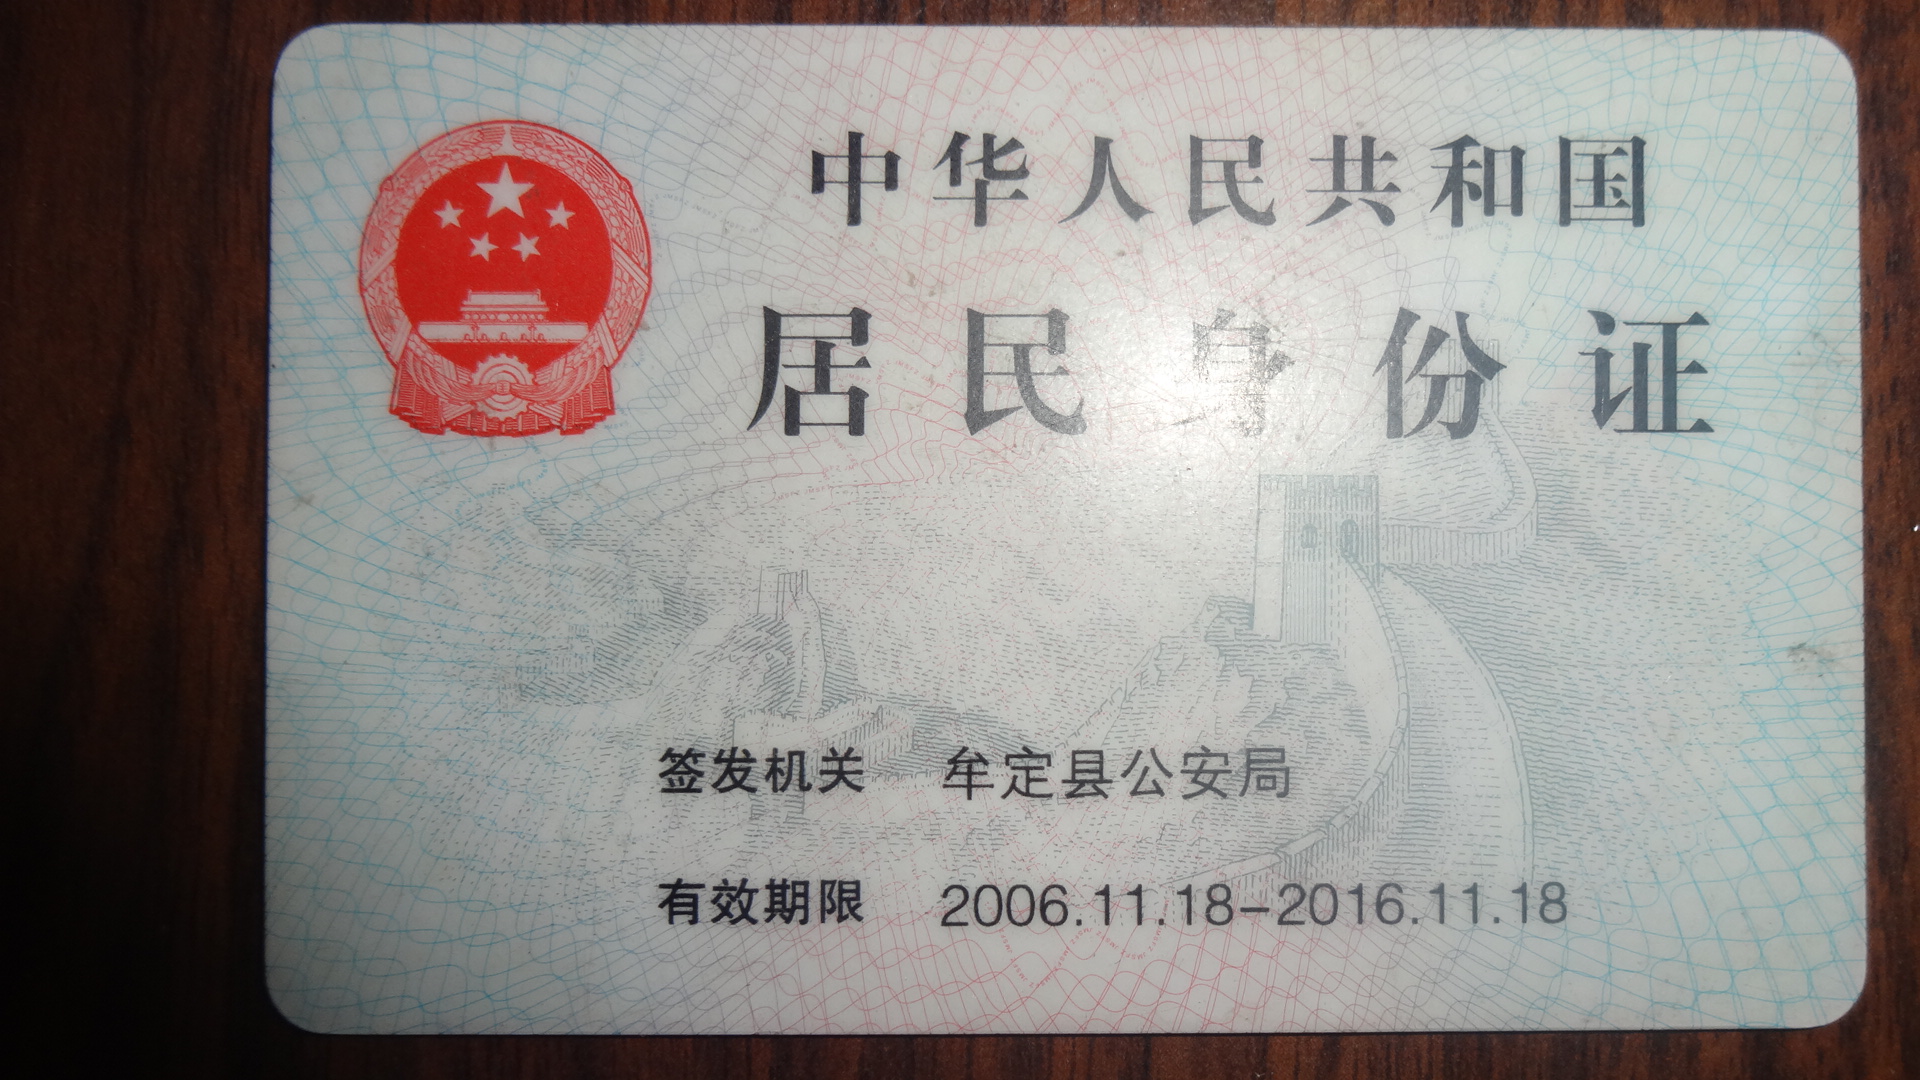 中华人民共和国
居民身份证
签发机关 牟定县公安局
有效期限 2006.11.18-2016.11.18